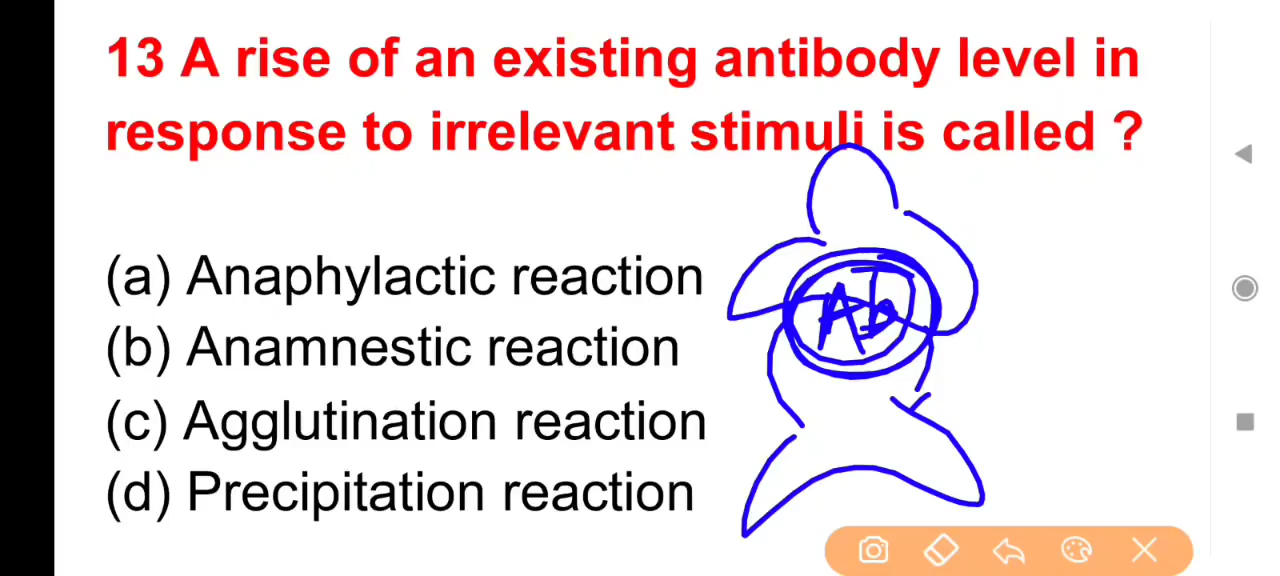 13 A rise of an existing antibody level in
response to irrelevant stimuli is called ?
(a) Anaphylactic reaction
Ab
(b) Anamnestic reaction
(c) Agglutination reaction
(d) Precipitation reaction